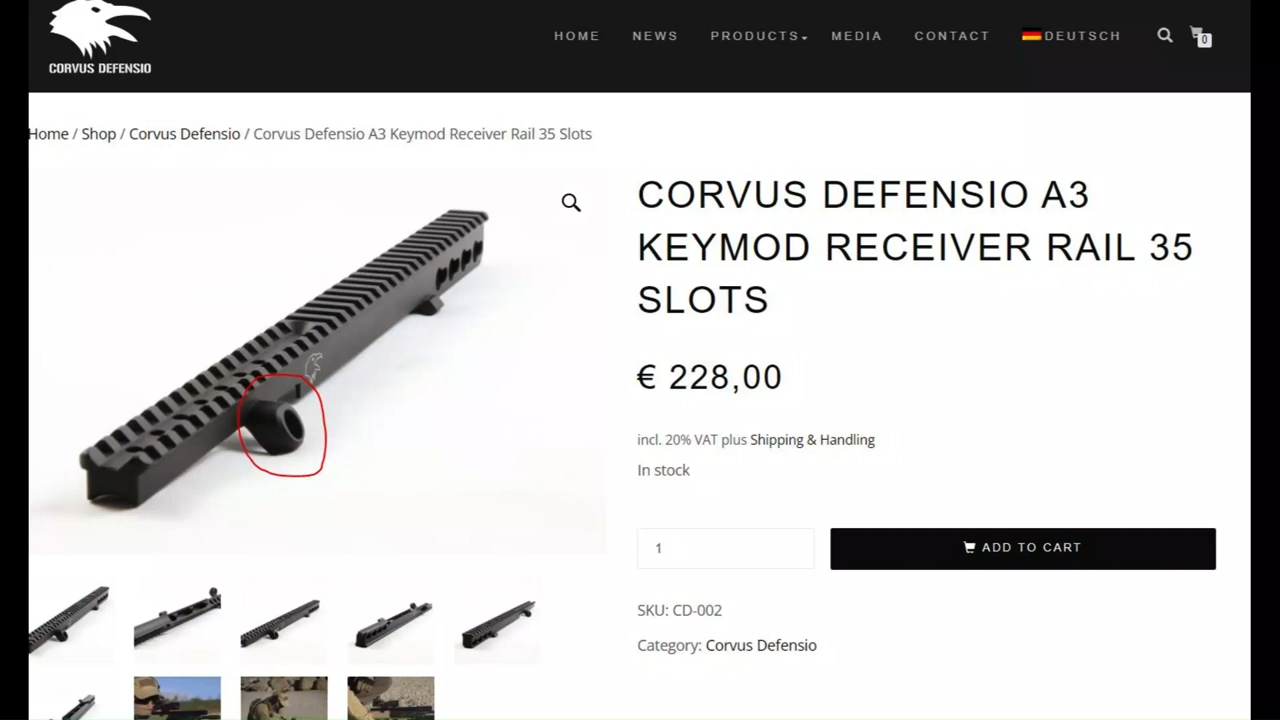 CORVUS DEFENSIO
HOME NEWS PRODUCTS MEDIA CONTACT DEUTSCH
0
Home / Shop / Corvus Defensio / Corvus Defensio A3 Keymod Receiver Rail 35 Slots
CORVUS DEFENSIO A3
KEYMOD RECEIVER RAIL 35
SLOTS
€ 228,00
incl. 20% VAT plus Shipping & Handling
In stock
1
ADD TO CART
SKU: CD-002
Category: Corvus Defensio